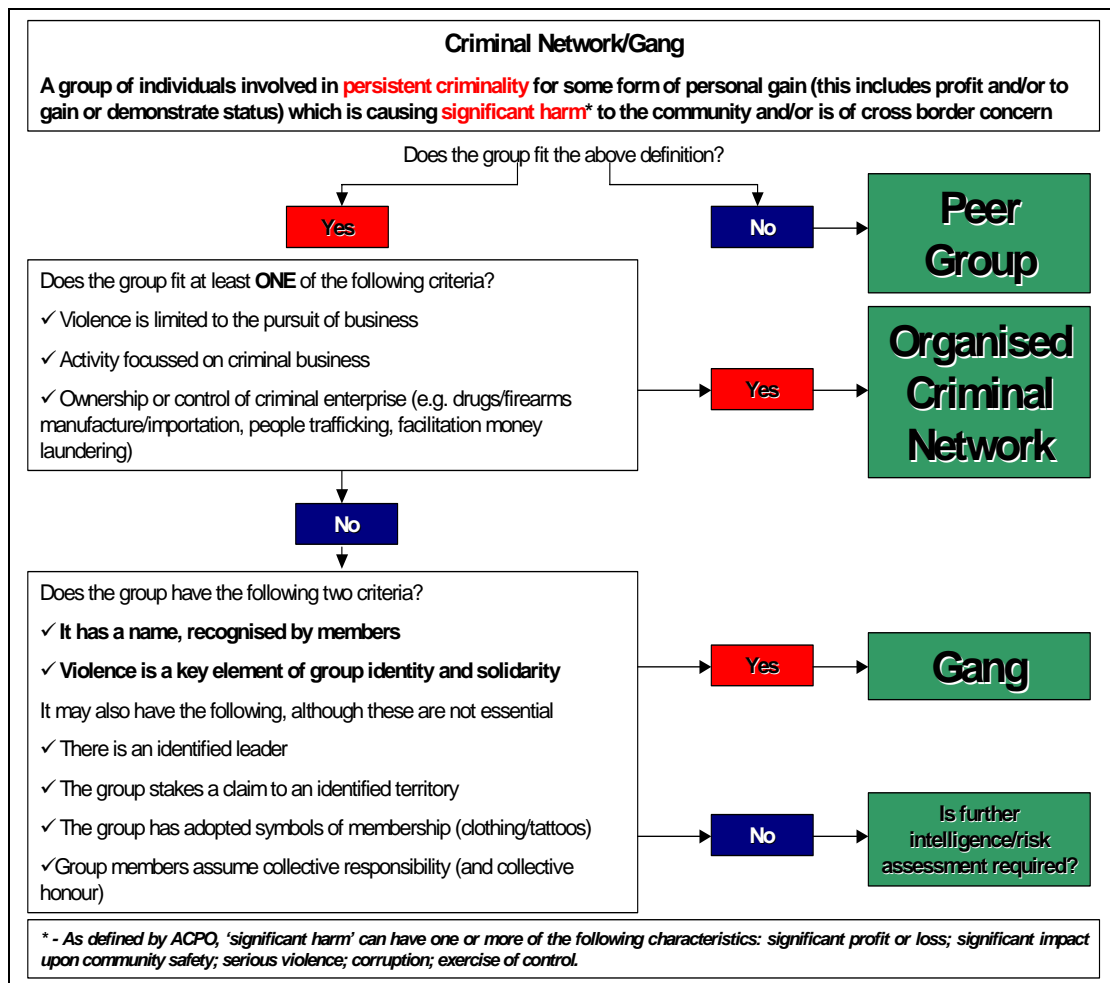 Criminal Network/Gang
A group of individuals involved in persistent criminality for some form of personal gain (this includes profit and/or to
gain or demonstrate status) which is causing significant harm* to the community and/or is of cross border concern
Does the group fit the above definition?
Yes
No
Peer
Group
Does the group fit at least ONE of the following criteria?
✓ Violence is limited to the pursuit of business
✓ Activity focussed on criminal business
✓ Ownership or control of criminal enterprise (e.g. drugs/firearms
manufacture/importation, people trafficking, facilitation money
laundering)
Yes
Organised
Criminal
Network
No
Does the group have the following two criteria?
✓ It has a name, recognised by members
✓ Violence is a key element of group identity and solidarity
It may also have the following, although these are not essential
✓ There is an identified leader
✓ The group stakes a claim to an identified territory
✓ The group has adopted symbols of membership (clothing/tattoos)
✓Group members assume collective responsibility (and collective
honour)
Yes
Gang
No
Is further
intelligence/risk
assessment required?
* - As defined by ACPO, ‘significant harm’ can have one or more of the following characteristics: significant profit or loss; significant impact
upon community safety; serious violence; corruption; exercise of control.